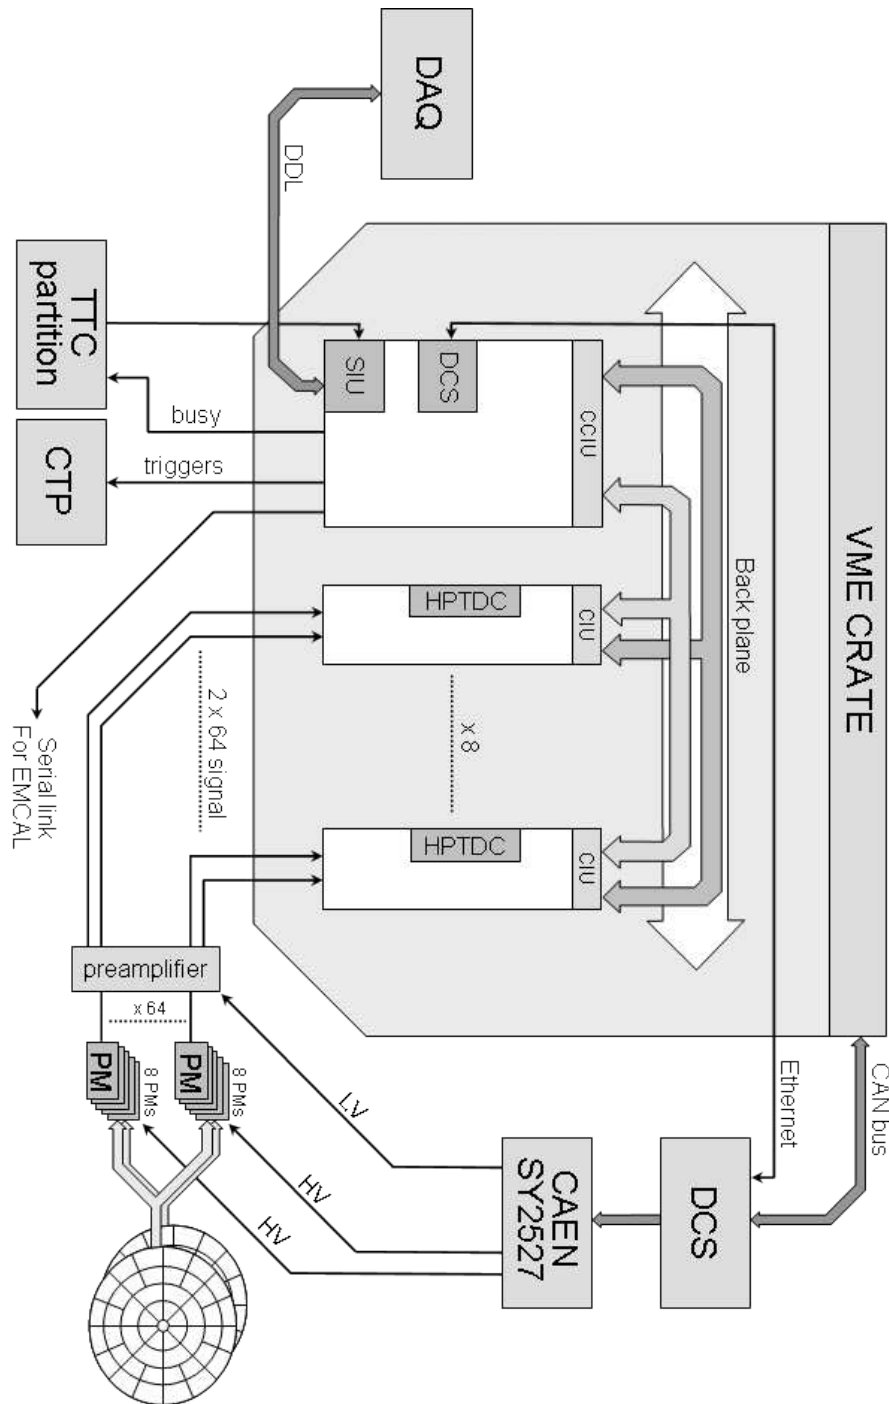 DAQ
DDL
TTC
partition
CTP
busy
triggers
SIU
DCS
CCIU
VME CRATE
Back plane
HPTDC
CIU
x 8
HPTDC
CIU
2 x 64 signal
Serial link
For EMCAL
preamplifier
x 64
PM
8 PMs
PM
8 PMs
LV
HV
HV
CAEN
SY2527
DCS
Ethernet
CAN bus